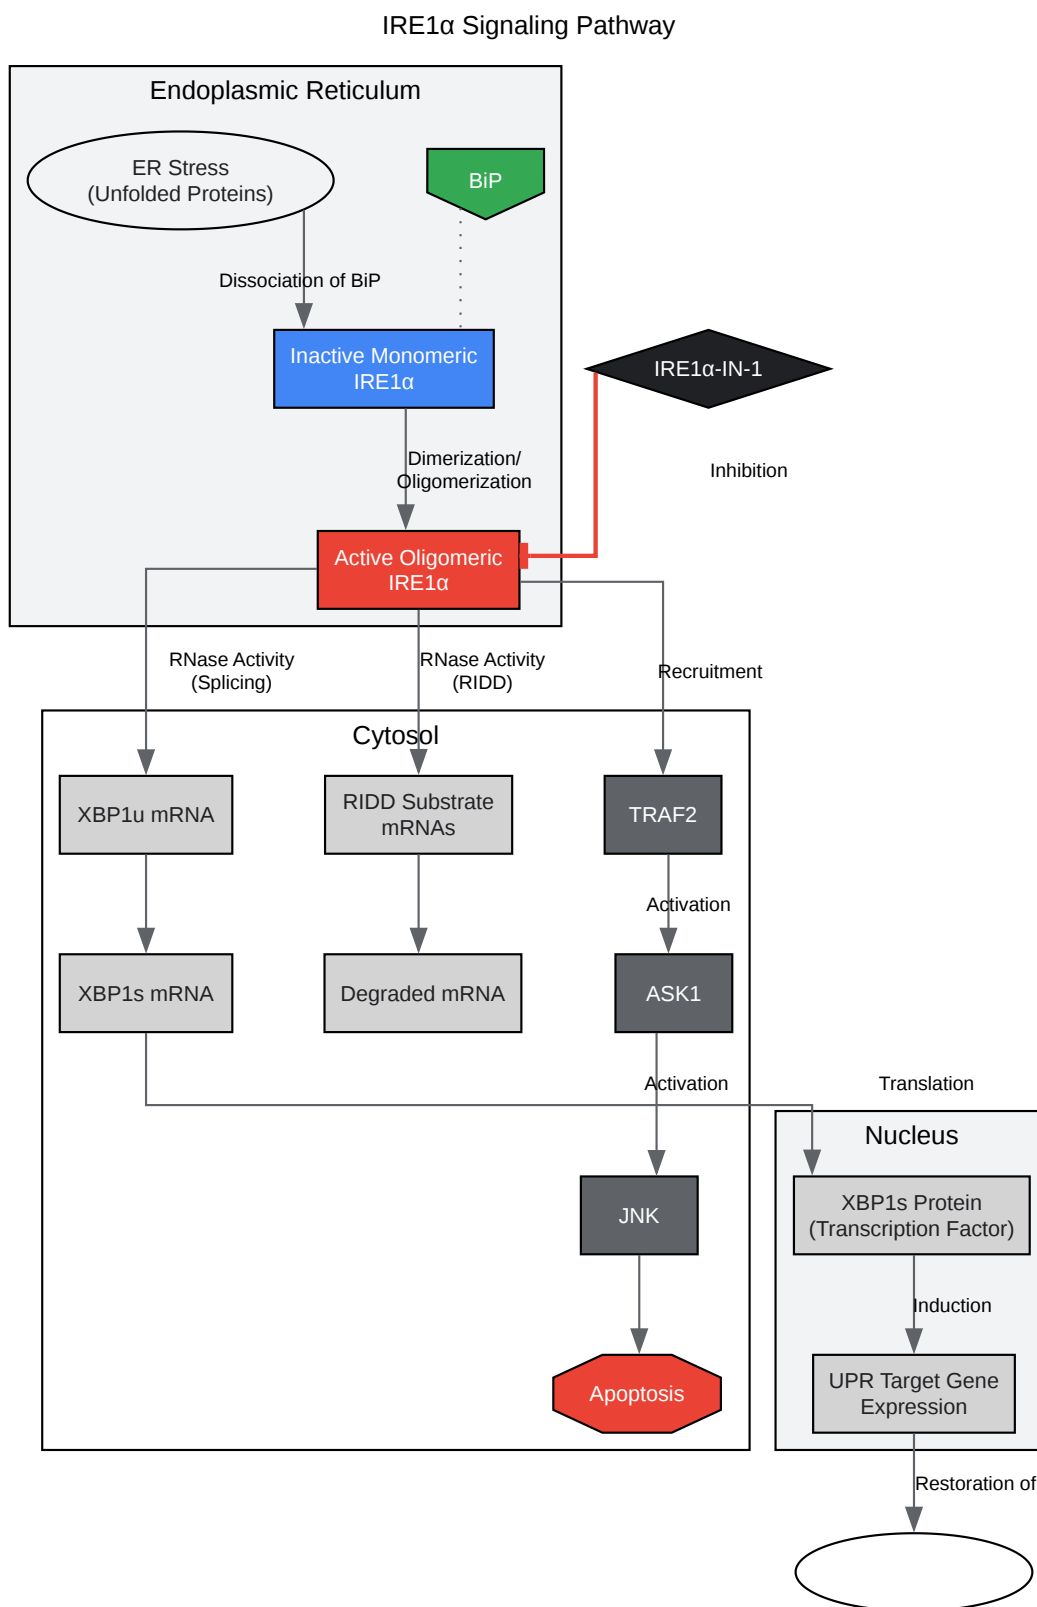 IRE1α Signaling Pathway
Endoplasmic Reticulum
ER Stress
(Unfolded Proteins)
BiP
Dissociation of BiP
Inactive Monomeric
IRE1α
IRE1α-IN-1
Dimerization/
Oligomerization
Inhibition
Active Oligomeric
IRE1α
RNase Activity
(Splicing)
RNase Activity
(RIDD)
Recruitment
Cytosol
XBP1u mRNA
RIDD Substrate
mRNAs
TRAF2
Activation
XBP1s mRNA
Degraded mRNA
ASK1
Activation
Translation
Nucleus
XBP1s Protein
(Transcription Factor)
JNK
Induction
Apoptosis
UPR Target Gene
Expression
Restoration of